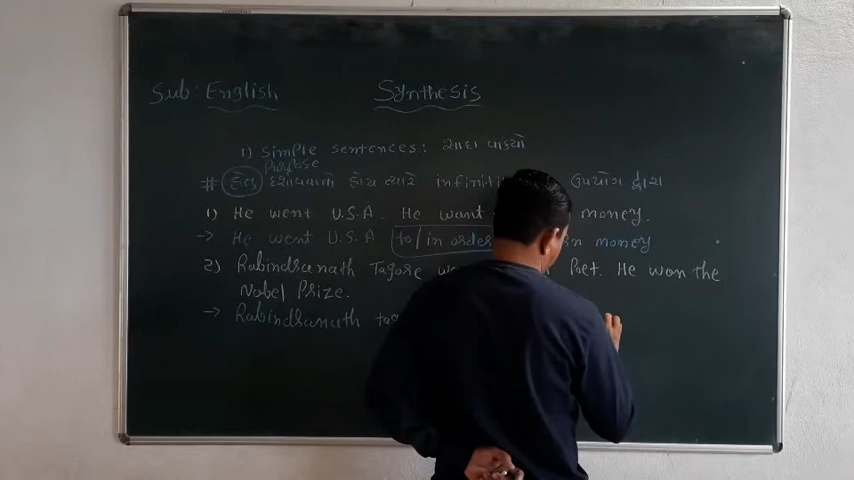 Sub: English Synthesis
1) Simple sentences: સાદા વાક્યો
Purpose
# હેતુ દર્શાવવાનો હોય ત્યારે infiniti ઉપયોગ દ્વારા
1) He went U.S.A. He want money.
→ He went U.S.A to/in order money
2) Rabindranath Tagore Poet. He won the
Nobel Prize.
→ Rabindranath